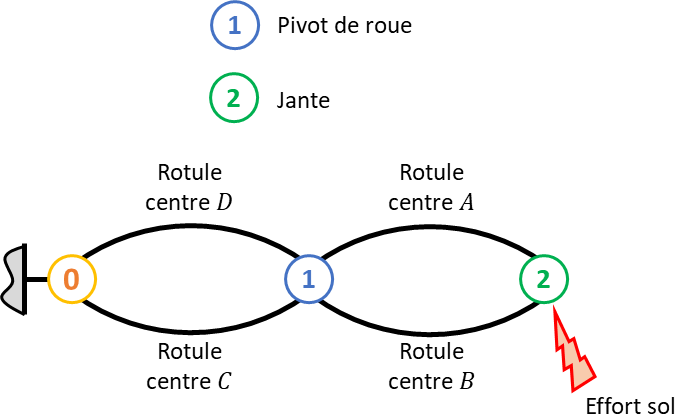 1 Pivot de roue
2 Jante
Rotule
centre D
Rotule
centre A
0
1
2
Rotule
centre C
Rotule
centre B
Effort sol